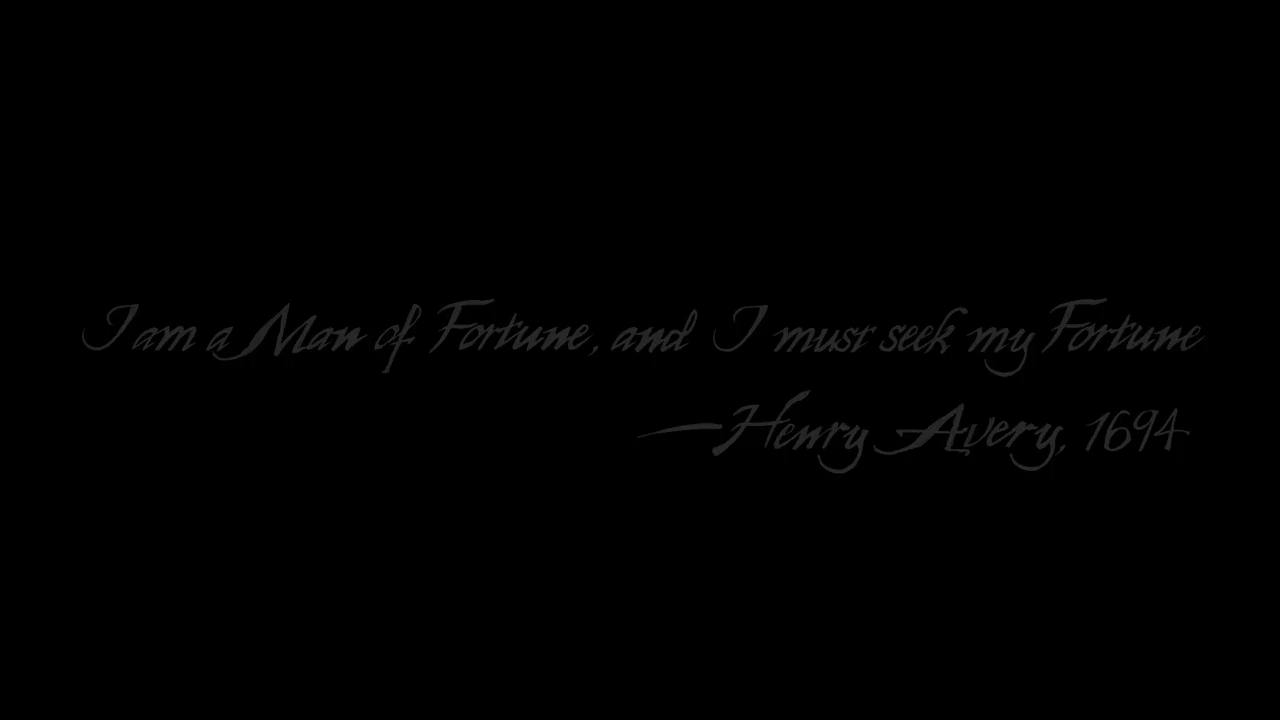 I am a Man of Fortune, and I must seek my Fortune
—Henry Avery, 1694